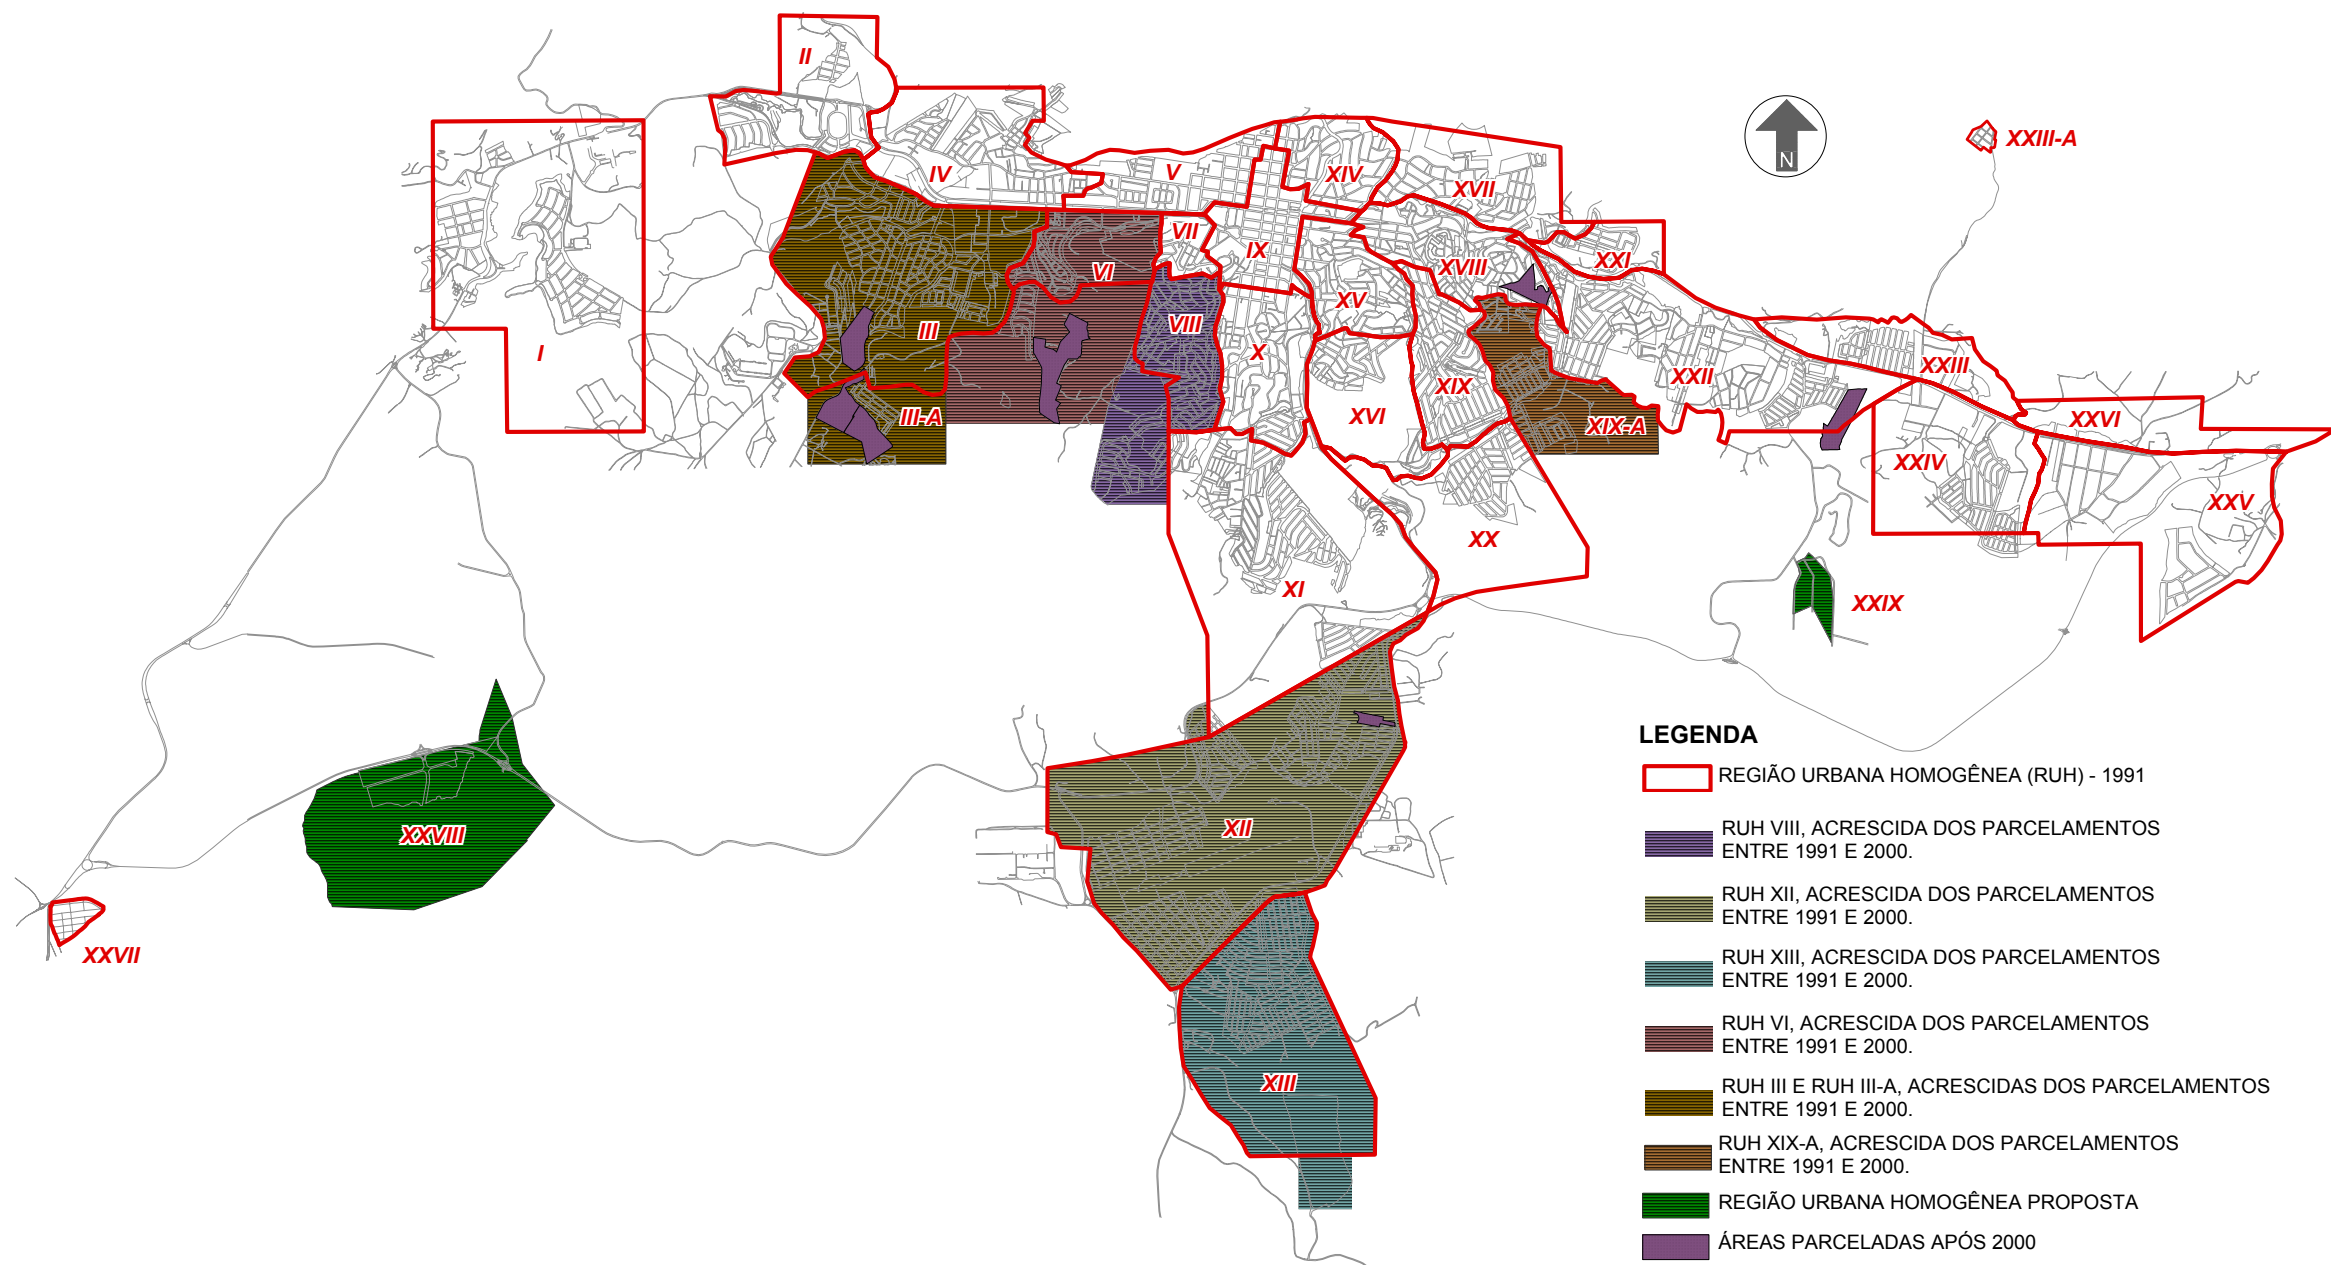 II
XXIII-A
N
IV
V
XIV
XVII
VII
IX
XVIII
XXI
VI
XV
III
VIII
X
I
XXII
XXIII
XIX
III-A
XVI
XIX-A
XXVI
XXIV
XXV
XX
XI
XXIX
LEGENDA
REGIÃO URBANA HOMOGÊNEA (RUH) - 1991
RUH VIII, ACRESCIDA DOS PARCELAMENTOS
ENTRE 1991 E 2000.
RUH XII, ACRESCIDA DOS PARCELAMENTOS
ENTRE 1991 E 2000.
RUH XIII, ACRESCIDA DOS PARCELAMENTOS
ENTRE 1991 E 2000.
RUH VI, ACRESCIDA DOS PARCELAMENTOS
ENTRE 1991 E 2000.
RUH III E RUH III-A, ACRESCIDAS DOS PARCELAMENTOS
ENTRE 1991 E 2000.
RUH XIX-A, ACRESCIDA DOS PARCELAMENTOS
ENTRE 1991 E 2000.
REGIÃO URBANA HOMOGÊNEA PROPOSTA
ÁREAS PARCELADAS APÓS 2000
XXVIII
XII
XXVII
XIII